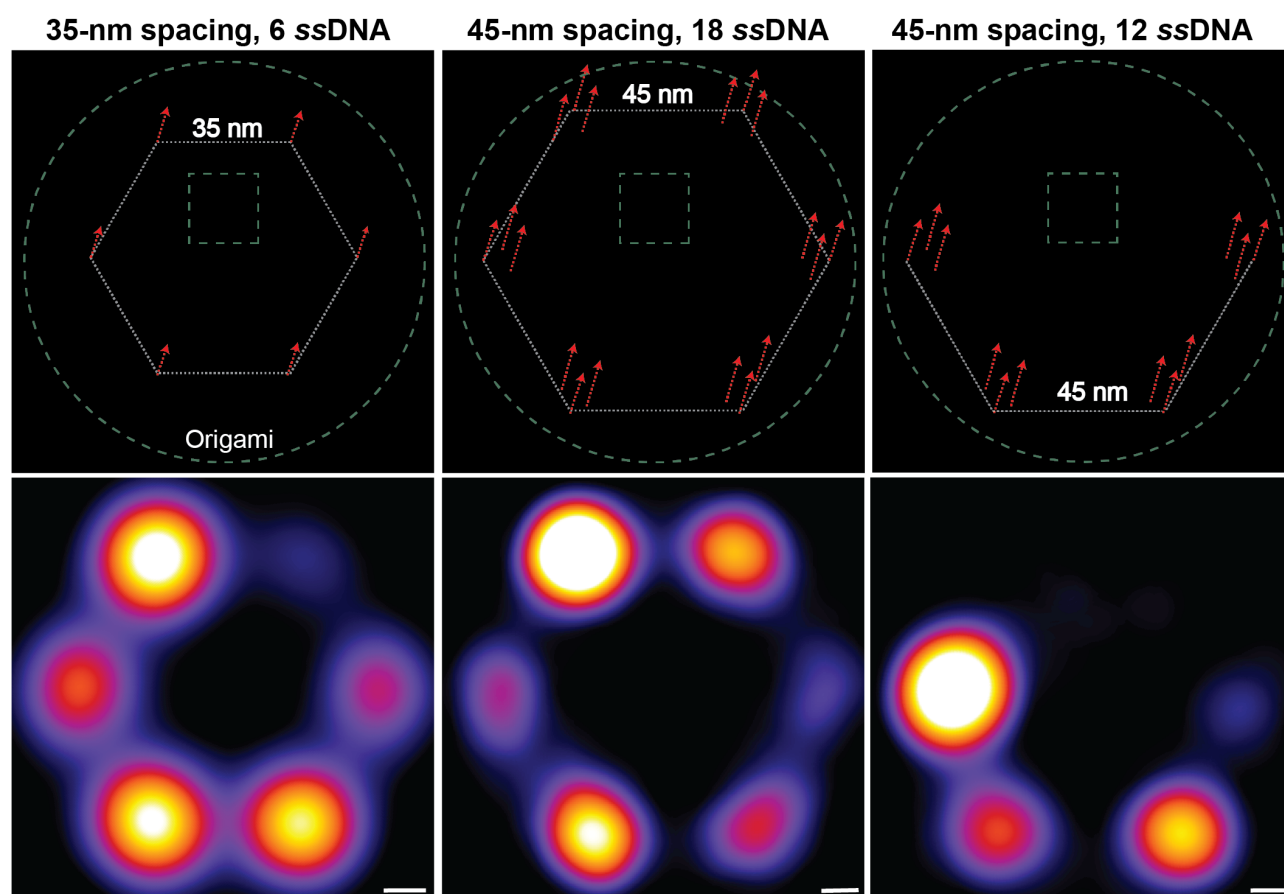 35-nm spacing, 6 ssDNA
45-nm spacing, 18 ssDNA
45-nm spacing, 12 ssDNA
35 nm
45 nm
45 nm
Origami